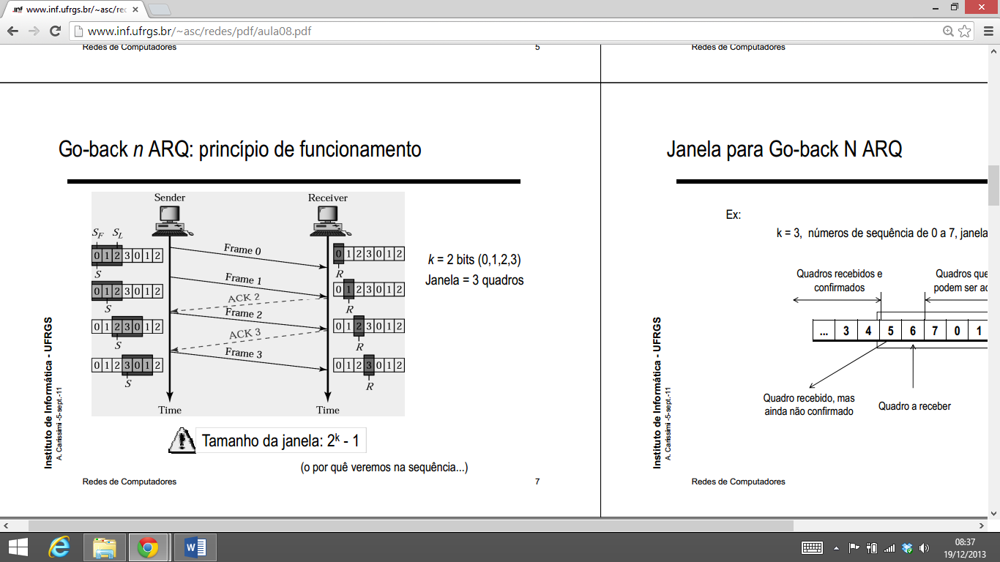 www.inf.ufrgs.br/~asc/rec
www.inf.ufrgs.br/~asc/redes/pdf/aula08.pdf
Redes de Computadores
5
Redes de Computadores
Go-back n ARQ: princípio de funcionamento
Sender
Receiver
S_F S_L
0 1 2 3 0 1 2
S
Frame 0
0 1 2 3 0 1 2
R
0 1 2 3 0 1 2
S
Frame 1
0 1 2 3 0 1 2
R
ACK 2
0 1 2 3 0 1 2
S
Frame 2
0 1 2 3 0 1 2
R
ACK 3
0 1 2 3 0 1 2
S
Frame 3
0 1 2 3 0 1 2
R
Time
Time
k = 2 bits (0,1,2,3)
Janela = 3 quadros
Tamanho da janela: 2^k - 1
(o por quê veremos na sequência...)
Instituto de Informática - UFRGS
A. Carissimi -5-sept.-11
Redes de Computadores
7
Janela para Go-back N ARQ
Ex:
k = 3, números de sequência de 0 a 7, janela
Quadros recebidos e
confirmados
Quadros que
podem ser ac
... 3 4 5 6 7 0 1
Quadro recebido, mas
ainda não confirmado
Quadro a receber
Instituto de Informática - UFRGS
A. Carissimi -5-sept.-11
Redes de Computadores
08:37
19/12/2013